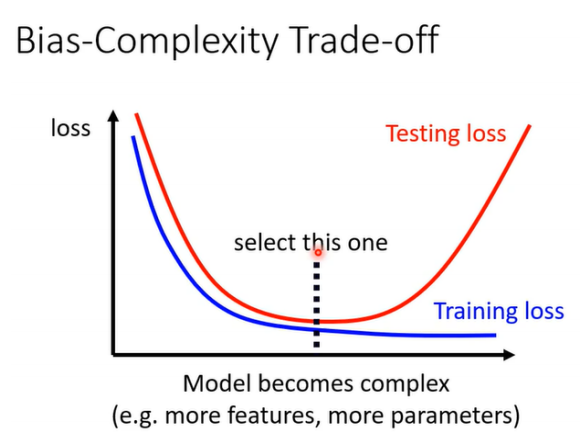 Bias-Complexity Trade-off
loss
Testing loss
select this one
Training loss
Model becomes complex
(e.g. more features, more parameters)